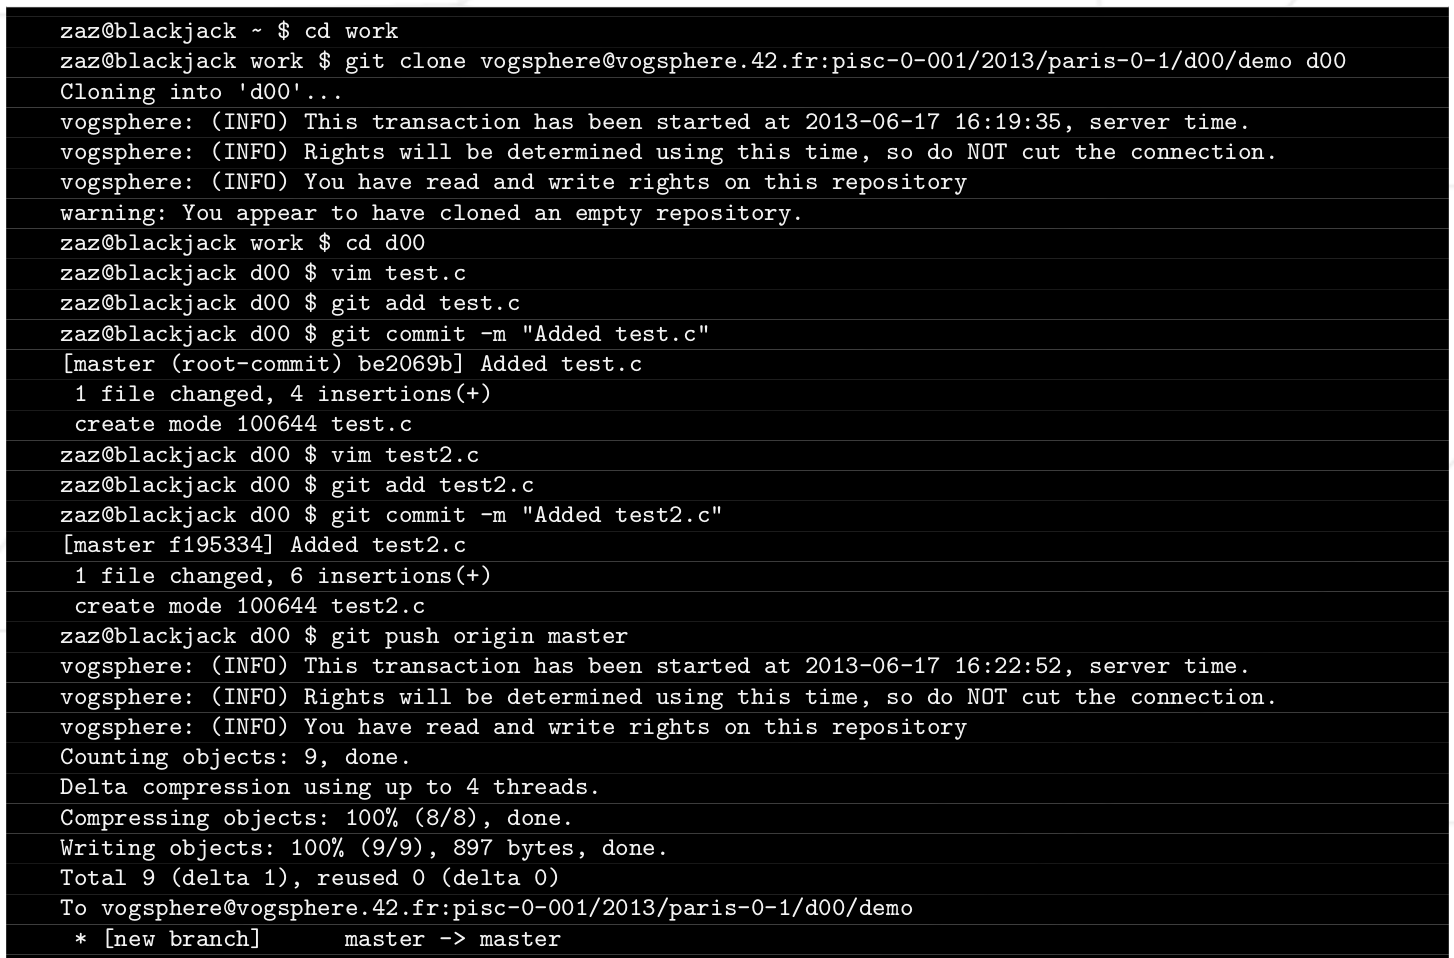 zaz@blackjack ~ $ cd work
zaz@blackjack work $ git clone vogsphere@vogsphere.42.fr:pisc-0-001/2013/paris-0-1/d00/demo d00
Cloning into 'd00'...
vogsphere: (INFO) This transaction has been started at 2013-06-17 16:19:35, server time.
vogsphere: (INFO) Rights will be determined using this time, so do NOT cut the connection.
vogsphere: (INFO) You have read and write rights on this repository
warning: You appear to have cloned an empty repository.
zaz@blackjack work $ cd d00
zaz@blackjack d00 $ vim test.c
zaz@blackjack d00 $ git add test.c
zaz@blackjack d00 $ git commit -m "Added test.c"
[master (root-commit) be2069b] Added test.c
 1 file changed, 4 insertions(+)
 create mode 100644 test.c
zaz@blackjack d00 $ vim test2.c
zaz@blackjack d00 $ git add test2.c
zaz@blackjack d00 $ git commit -m "Added test2.c"
[master f195334] Added test2.c
 1 file changed, 6 insertions(+)
 create mode 100644 test2.c
zaz@blackjack d00 $ git push origin master
vogsphere: (INFO) This transaction has been started at 2013-06-17 16:22:52, server time.
vogsphere: (INFO) Rights will be determined using this time, so do NOT cut the connection.
vogsphere: (INFO) You have read and write rights on this repository
Counting objects: 9, done.
Delta compression using up to 4 threads.
Compressing objects: 100% (8/8), done.
Writing objects: 100% (9/9), 897 bytes, done.
Total 9 (delta 1), reused 0 (delta 0)
To vogsphere@vogsphere.42.fr:pisc-0-001/2013/paris-0-1/d00/demo
 * [new branch]      master -> master